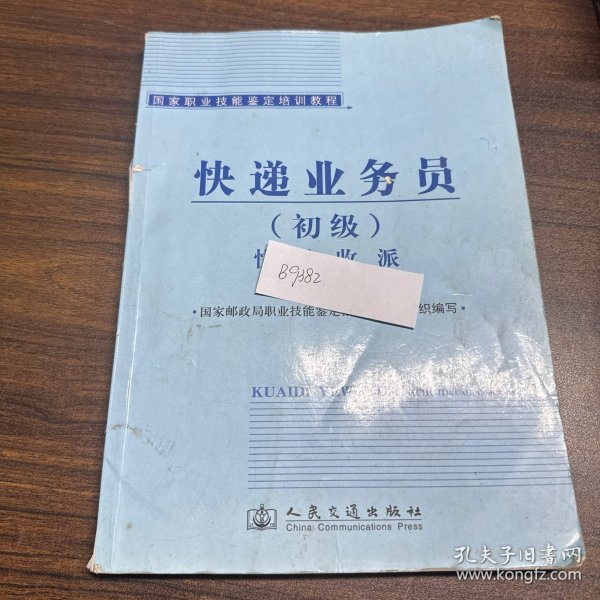 国家职业技能鉴定培训教程
快递业务员
（初级）
收 派
B9382
·国家邮政局职业技能鉴定 织编写·
KUAIDI
人民交通出版社
China Communications Press
孔夫子旧书网
www.kongfz.com